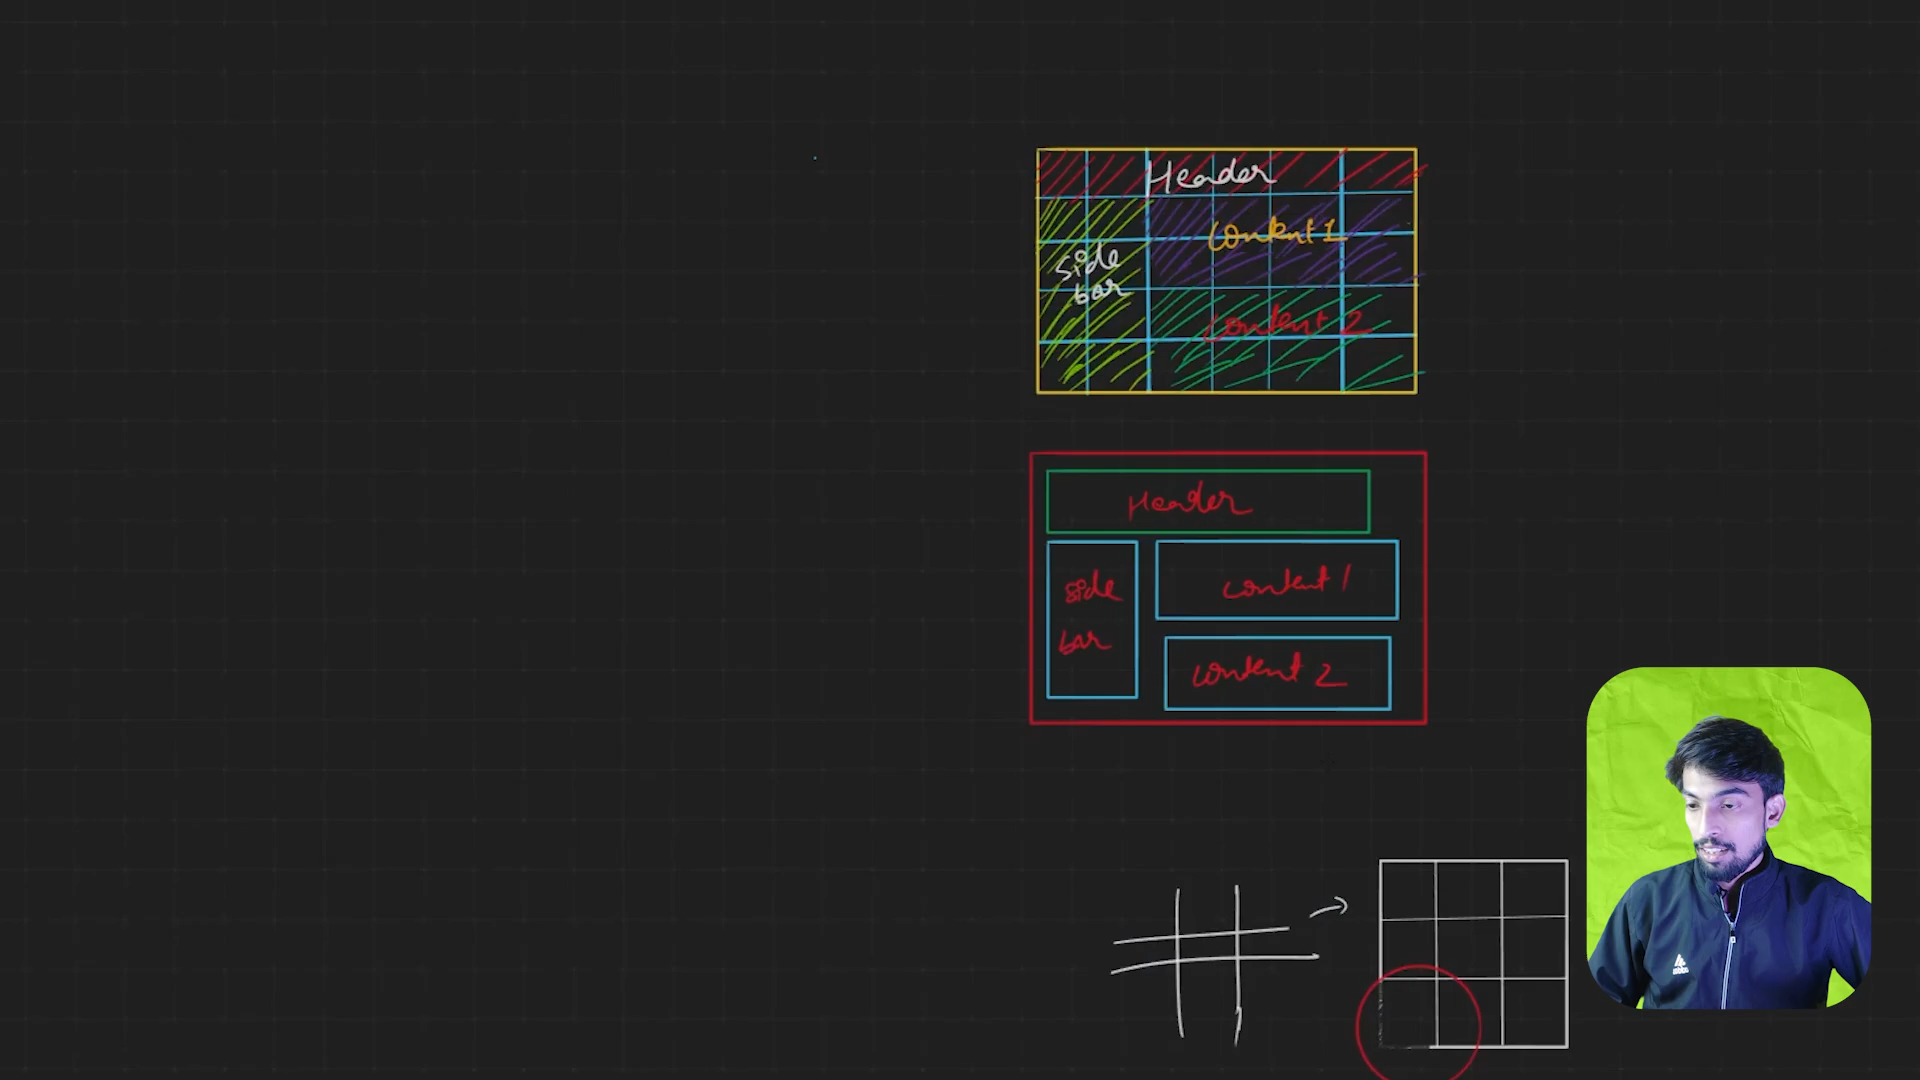 Header
Content 1
side
bar
Content 2
Header
side
bar
content 1
content 2